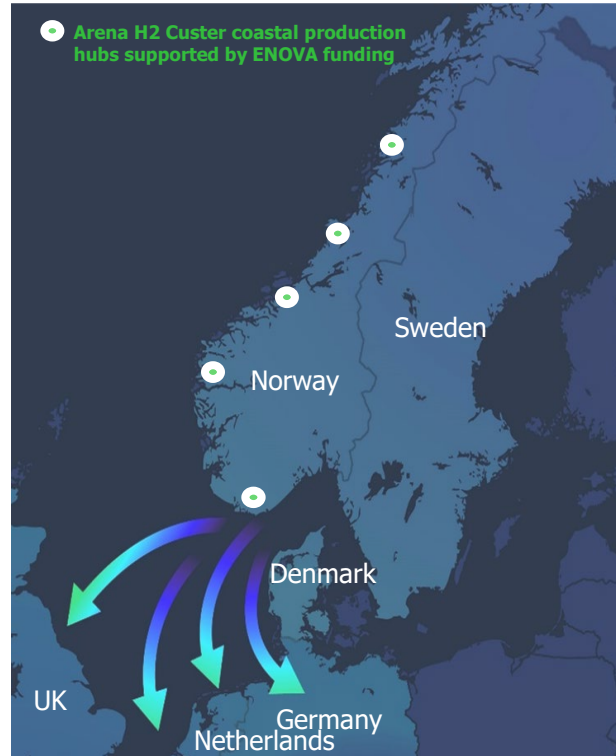 Arena H2 Custer coastal production
hubs supported by ENOVA funding
Sweden
Norway
Denmark
UK
Germany
Netherlands